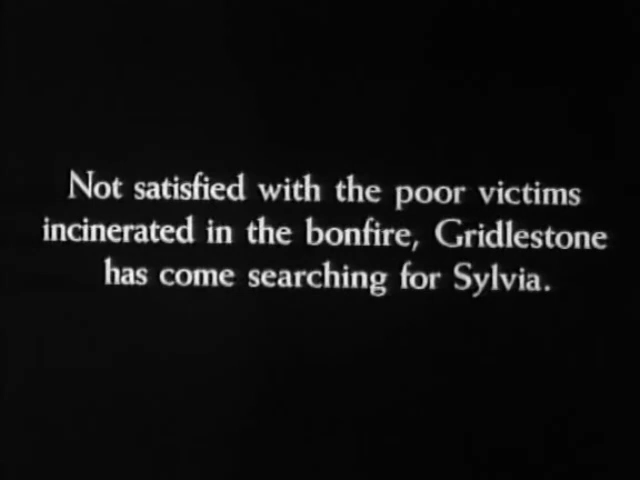 Not satisfied with the poor victims
incinerated in the bonfire, Gridlestone
has come searching for Sylvia.